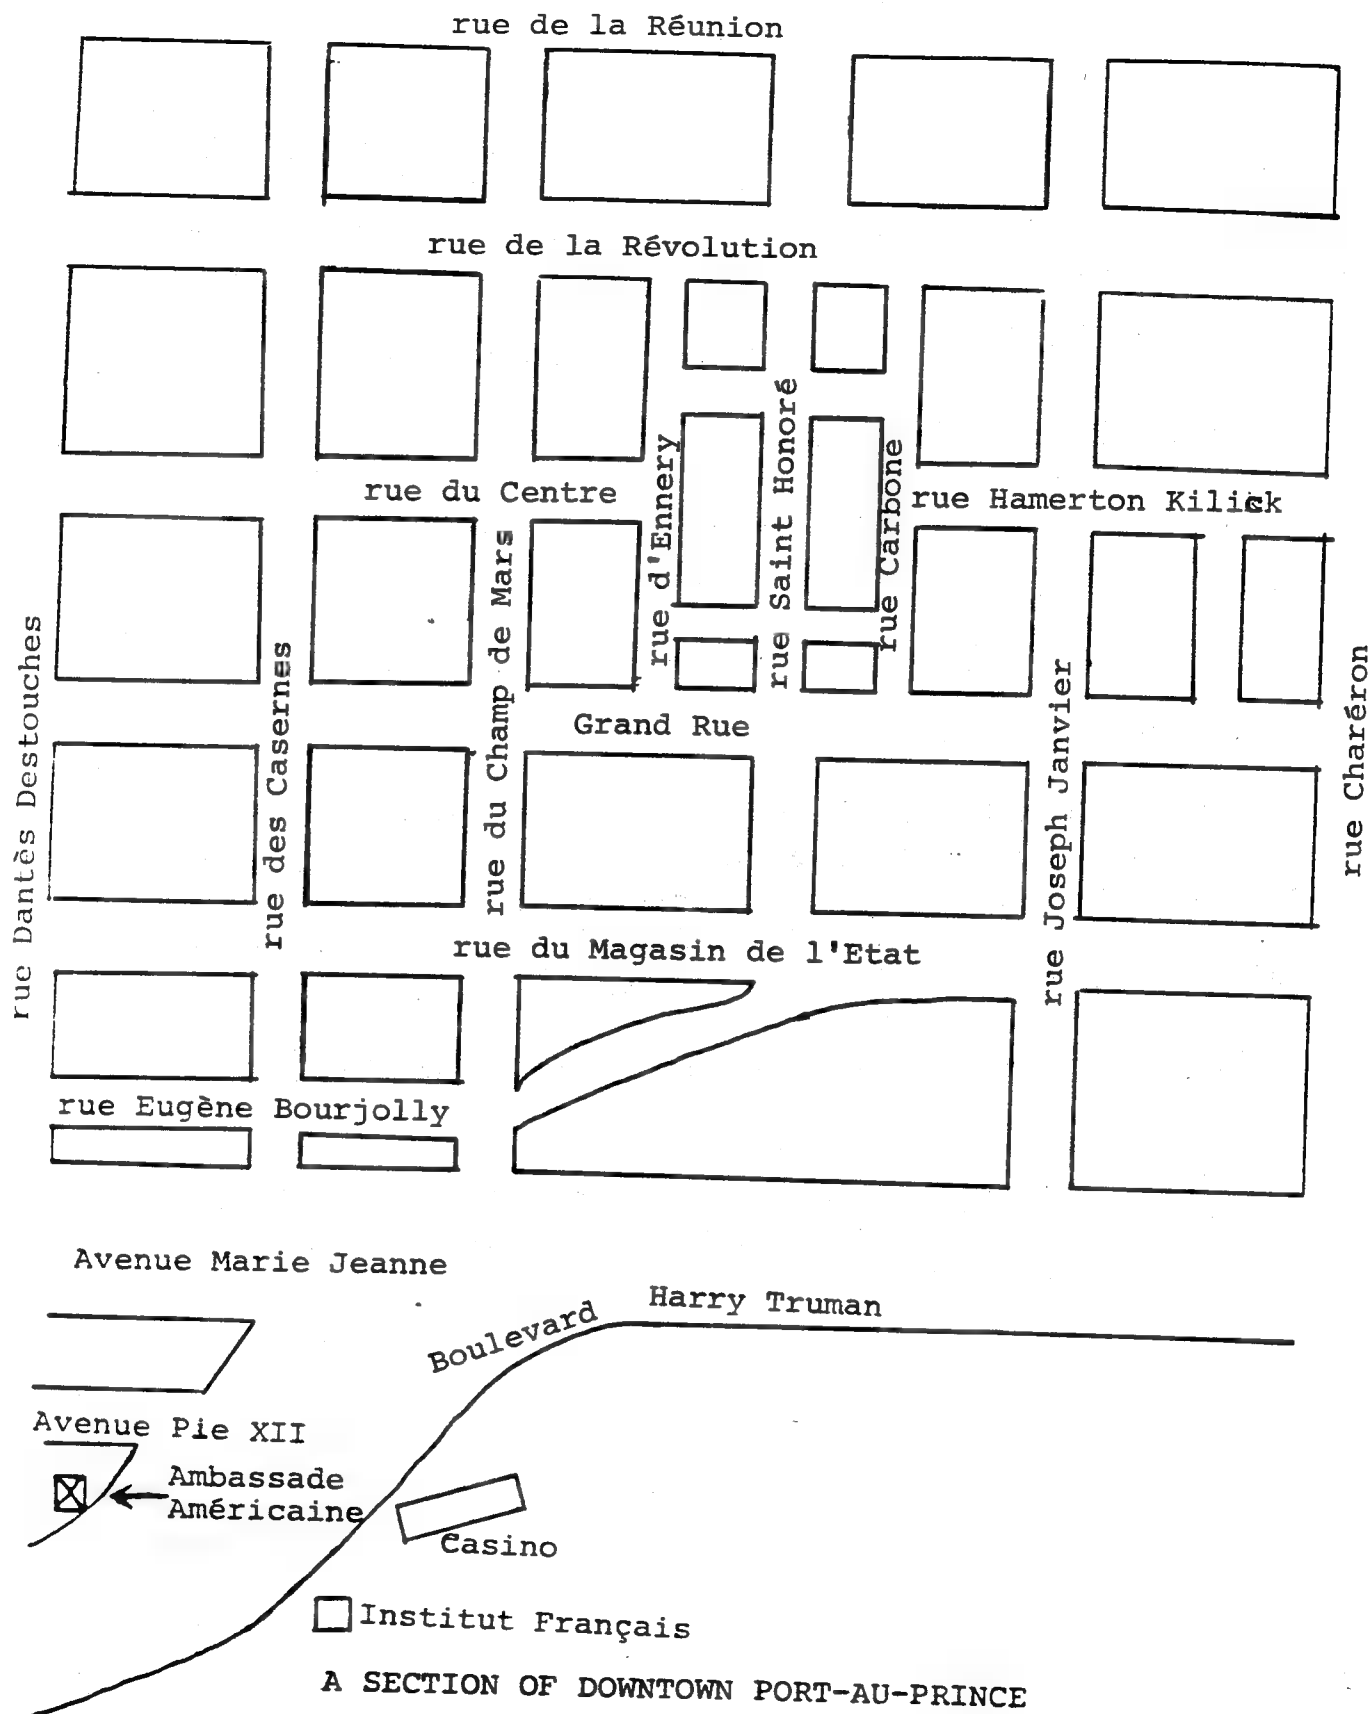 rue de la Réunion
rue de la Révolution
rue du Centre
rue d'Ennery
rue Saint Honoré
rue Carbone
rue Hamerton Kilick
rue Dantès Destouches
rue des Casernes
rue du Champ de Mars
Grand Rue
rue Joseph Janvier
rue Charéron
rue du Magasin de l'Etat
rue Eugène Bourjolly
Avenue Marie Jeanne
Boulevard Harry Truman
Avenue Pie XII
Ambassade
Américaine
Casino
Institut Français
A SECTION OF DOWNTOWN PORT-AU-PRINCE